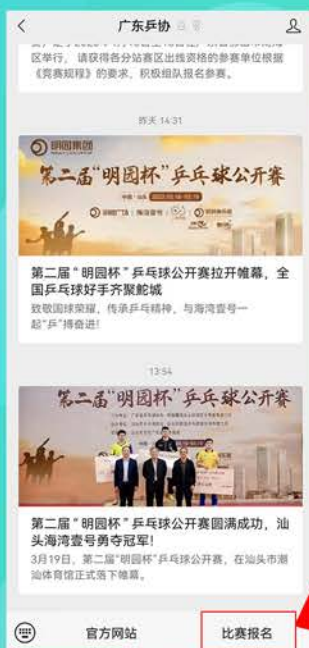 广东乒协
区举行，请获得各分站赛区出线资格的参赛单位根据
《竞赛规程》的要求，积极组队报名参赛。
昨天 14:31
明园集团
第二届“明园杯”乒乓球公开赛
明园广场
海湾壹号
第二届“明园杯”乒乓球公开赛拉开帷幕，全
国乒乓球好手齐聚鮀城
致敬国球荣耀，传承乒乓精神，与海湾壹号一
起“乒”搏奋进！
13:54
第二届“明园杯”乒乓球公开赛
第二届“明园杯”乒乓球公开赛圆满成功，汕
头海湾壹号勇夺冠军！
3月19日，第二届“明园杯”乒乓球公开赛，在汕头市潮
汕体育馆正式落下帷幕。
官方网站
比赛报名